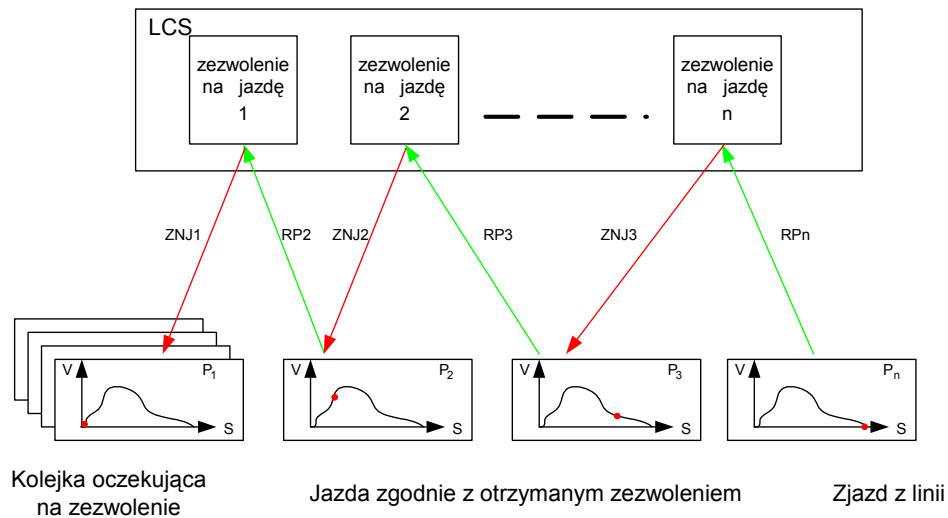 LCS
zezwolenie
na jazdę
1
zezwolenie
na jazdę
2
zezwolenie
na jazdę
n
ZNJ1
RP2
ZNJ2
RP3
ZNJ3
RPn
V
P1
S
V
P2
S
V
P3
S
V
Pn
S
Kolejka oczekująca
na zezwolenie
Jazda zgodnie z otrzymanym zezwoleniem
Zjazd z linii